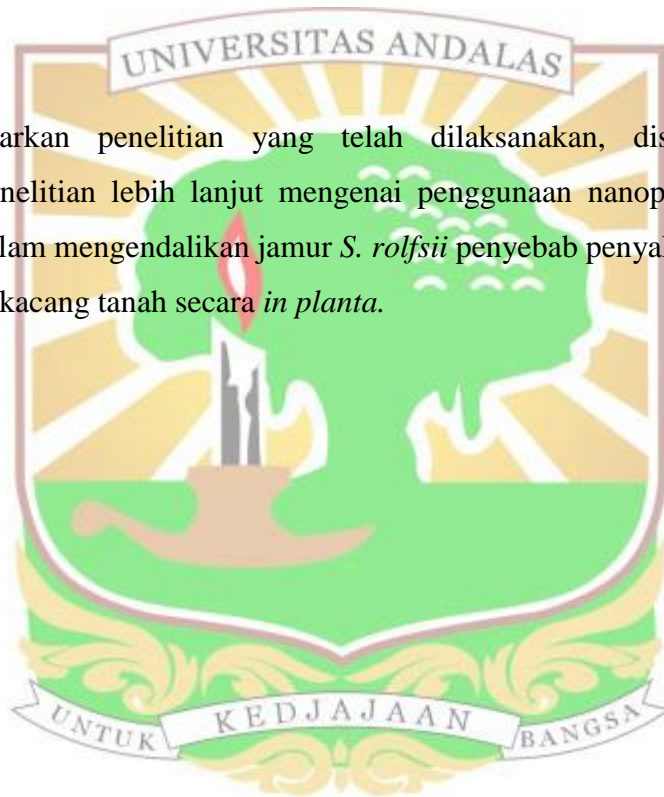 UNIVERSITAS ANDALAS
arkan penelitian yang telah dilaksanakan, dis
nelitian lebih lanjut mengenai penggunaan nanop
lam mengendalikan jamur S. rolfsii penyebab penyal
kacang tanah secara in planta.
UNTUK KEDJAJAAN BANGSA